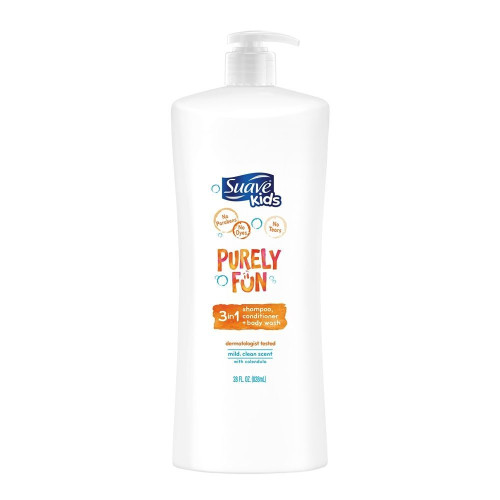 Suave
kids
No
Parabens
No
Dyes
No
Tears
PURELY
FUN
3in1
shampoo,
conditioner
+body wash
dermatologist tested
mild, clean scent
with calendula
28 FL. OZ. (828mL)